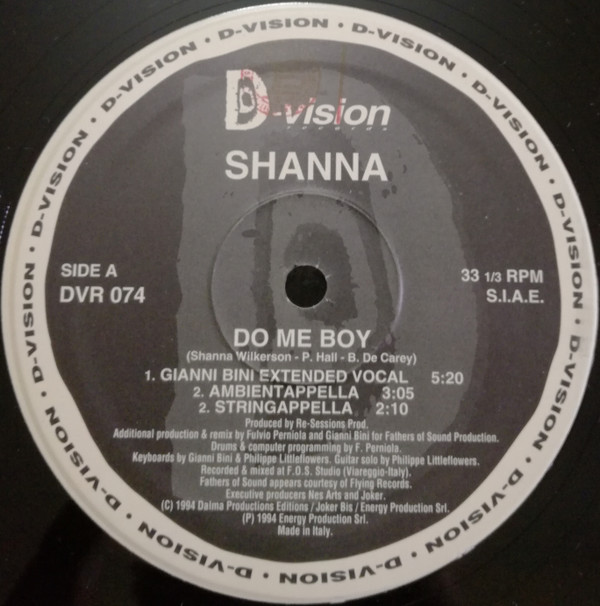 D-VISION · D-VISION · D-VISION · D-VISION · D-VISION · D-VISION · D-VISION · D-VISION · D-VISION · D-VISION · D-VISION · D-VISION ·
D-vision
records
SHANNA
SIDE A
DVR 074
33 1/3 RPM
S.I.A.E.
DO ME BOY
(Shanna Wilkerson - P. Hall - B. De Carey)
1. GIANNI BINI EXTENDED VOCAL 5:20
2. AMBIENTAPPELLA 3:05
2. STRINGAPPELLA 2:10
Produced by Re-Sessions Prod.
Additional production & remix by Fulvio Perniola and Gianni Bini for Fathers of Sound Production.
Drums & computer programming by F. Perniola.
Keyboards by Gianni Bini & Philippe Littleflowers. Guitar solo by Philippe Littleflowers.
Recorded & mixed at F.O.S. Studio (Viareggio-Italy).
Fathers of Sound appears courtesy of Flying Records.
Executive producers Nes Arts and Joker.
(C) 1994 Dalma Productions Editions / Joker Bis / Energy Production Srl.
(P) 1994 Energy Production Srl.
Made in Italy.